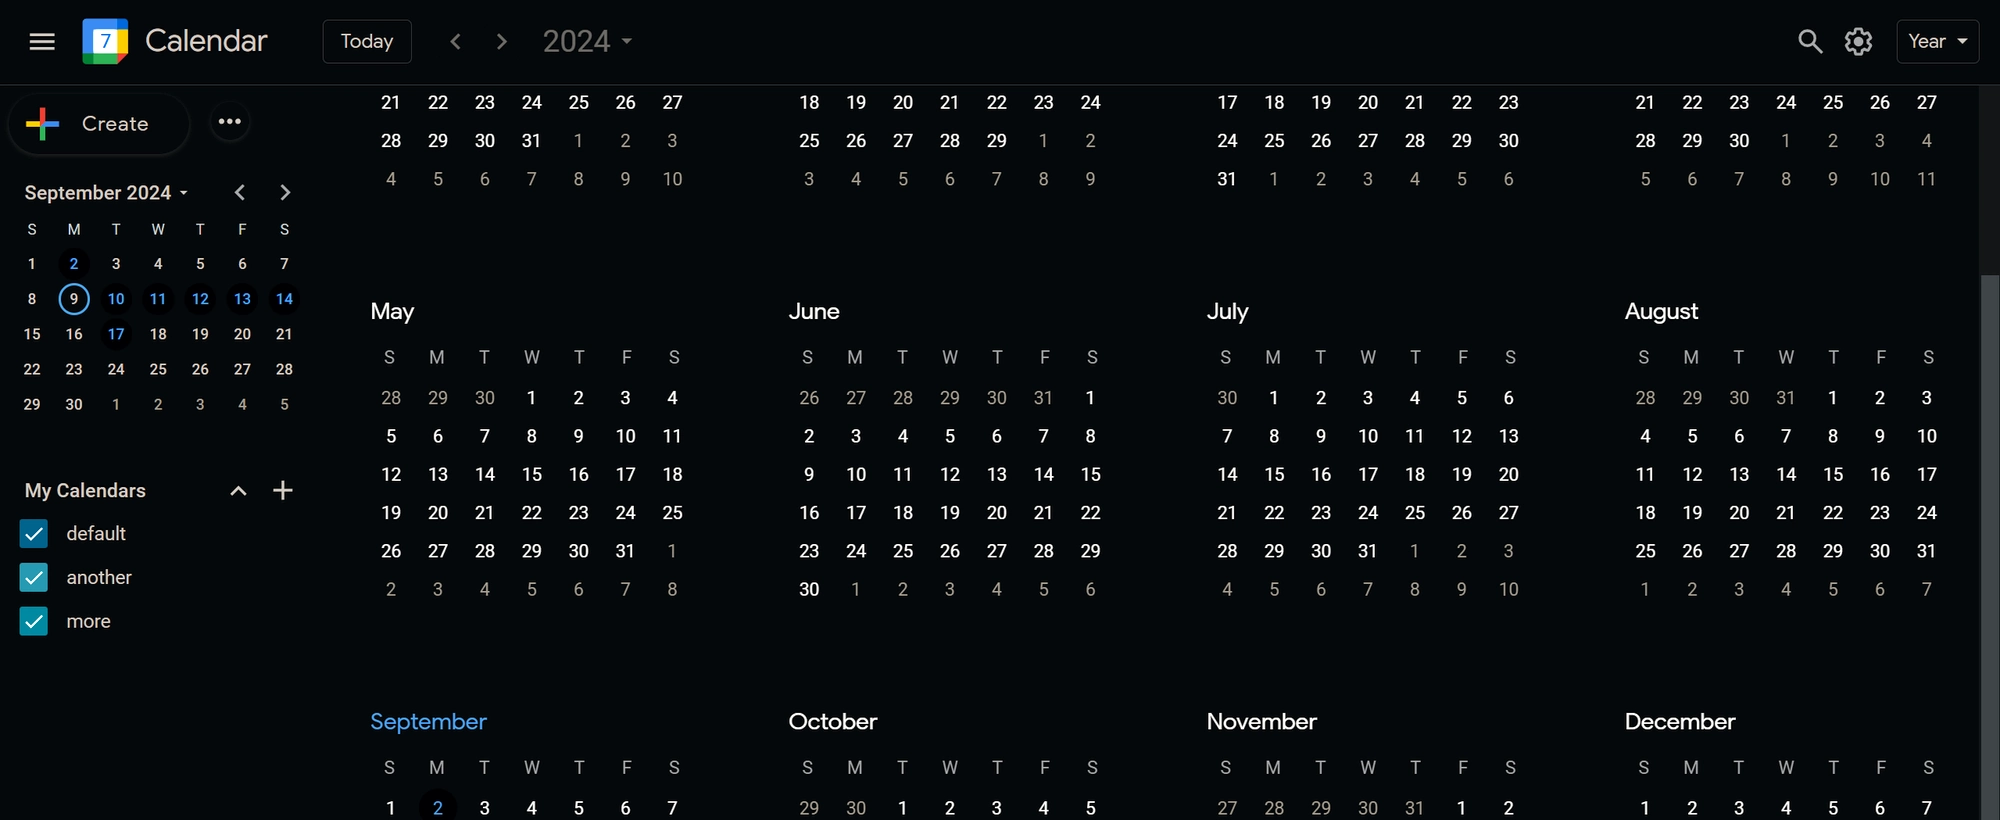 7 Calendar Today 2024 Year
Create
September 2024
S M T W T F S
1 2 3 4 5 6 7
8 9 10 11 12 13 14
15 16 17 18 19 20 21
22 23 24 25 26 27 28
29 30 1 2 3 4 5
My Calendars
default
another
more
21 22 23 24 25 26 27
28 29 30 31 1 2 3
4 5 6 7 8 9 10
18 19 20 21 22 23 24
25 26 27 28 29 1 2
3 4 5 6 7 8 9
17 18 19 20 21 22 23
24 25 26 27 28 29 30
31 1 2 3 4 5 6
21 22 23 24 25 26 27
28 29 30 1 2 3 4
5 6 7 8 9 10 11
May
S M T W T F S
28 29 30 1 2 3 4
5 6 7 8 9 10 11
12 13 14 15 16 17 18
19 20 21 22 23 24 25
26 27 28 29 30 31 1
2 3 4 5 6 7 8
June
S M T W T F S
26 27 28 29 30 31 1
2 3 4 5 6 7 8
9 10 11 12 13 14 15
16 17 18 19 20 21 22
23 24 25 26 27 28 29
30 1 2 3 4 5 6
July
S M T W T F S
30 1 2 3 4 5 6
7 8 9 10 11 12 13
14 15 16 17 18 19 20
21 22 23 24 25 26 27
28 29 30 31 1 2 3
4 5 6 7 8 9 10
August
S M T W T F S
28 29 30 31 1 2 3
4 5 6 7 8 9 10
11 12 13 14 15 16 17
18 19 20 21 22 23 24
25 26 27 28 29 30 31
1 2 3 4 5 6 7
September
S M T W T F S
1 2 3 4 5 6 7
October
S M T W T F S
29 30 1 2 3 4 5
November
S M T W T F S
27 28 29 30 31 1 2
December
S M T W T F S
1 2 3 4 5 6 7